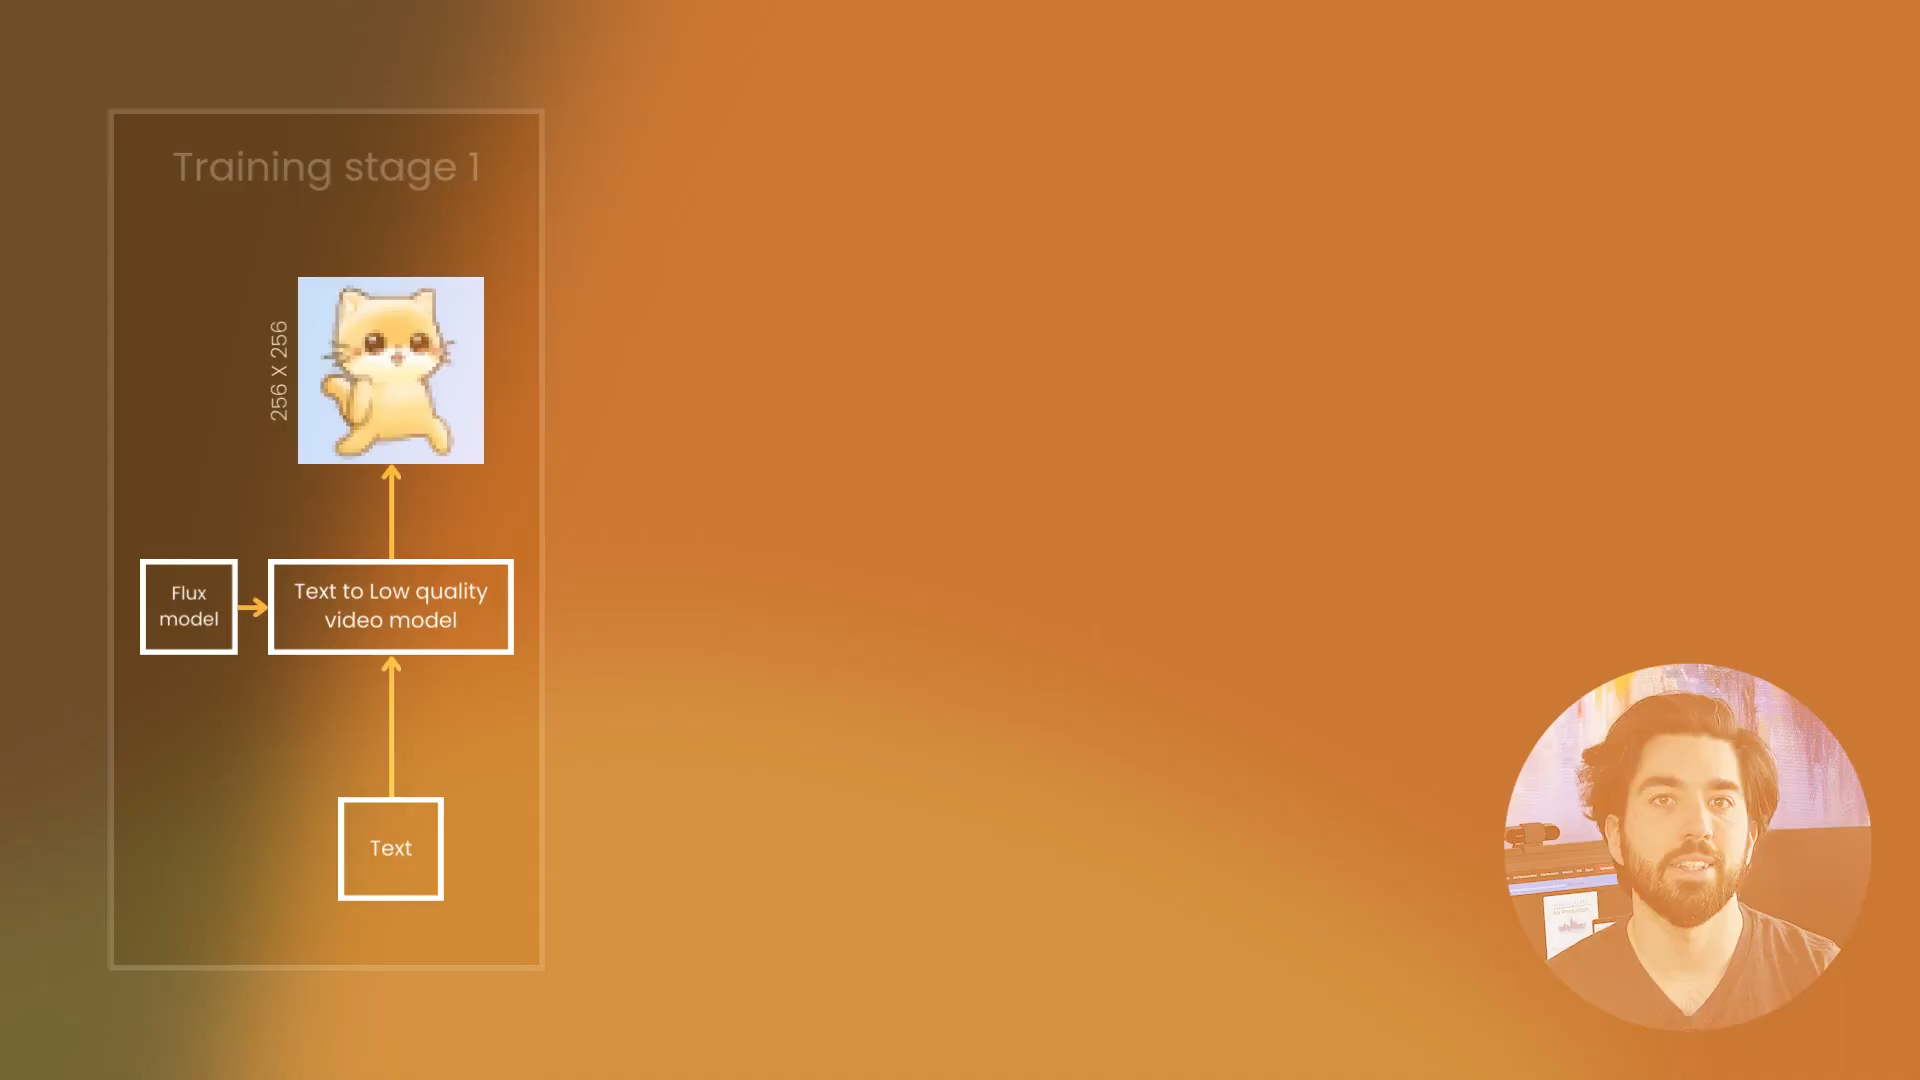 Training stage 1
256 X 256
Flux
model
Text to Low quality
video model
Text